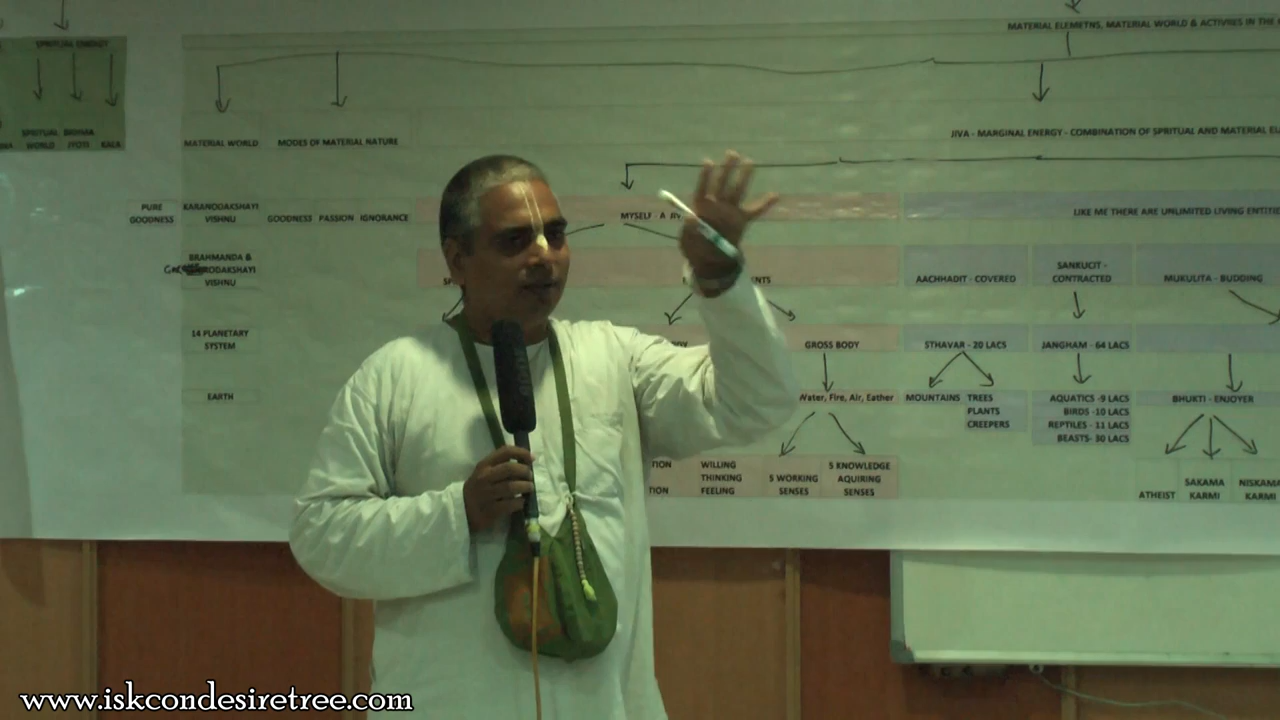 MATERIAL ELEMETNS, MATERIAL WORLD & ACTIVIRES IN THE
SPRITUAL ENERGY
SPRITUAL WORLD
BRHMA JYOTI
KALA
MATERIAL WORLD
MODES OF MATERIAL NATURE
JIVA - MARGINAL ENERGY - COMBINATION OF SPRITUAL AND MATERIAL
PURE
GOODNESS
KARANODAKSHAYI
VISHNU
GOODNESS PASSION IGNORANCE
MYSELF - A
LIKE ME THERE ARE UNLIMITED LIVING
BRAHMANDA &
VISHNU
AACHHADIT - COVERED
SANKUCIT -
CONTRACTED
MUKULITA - BUDDING
14 PLANETARY
SYSTEM
GROSS BODY
STHAVAR - 20 LACS
JANGHAM - 64 LACS
EARTH
Water, Fire, Air, Eather
MOUNTAINS
TREES
PLANTS
CREEPERS
AQUATICS -9 LACS
BIRDS -10 LACS
REPTILES - 11 LACS
BEASTS- 30 LACS
BHUKTI - ENJOYER
WILLING
THINKING
FEELING
5 WORKING
SENSES
5 KNOWLEDGE
AQUIRING
SENSES
ATHEIST
SAKAMA
KARMI
NISKAMA
KARMI
www.iskcondesiretree.com